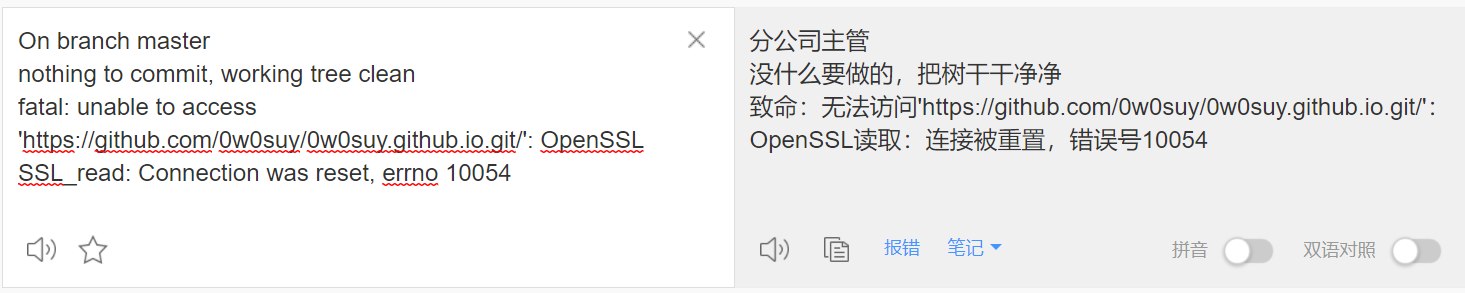 On branch master
nothing to commit, working tree clean
fatal: unable to access
'https://github.com/0w0suy/0w0suy.github.io.git/': OpenSSL
SSL_read: Connection was reset, errno 10054
分公司主管
没什么要做的，把树干干净净
致命：无法访问'https://github.com/0w0suy/0w0suy.github.io.git/'：
OpenSSL读取：连接被重置，错误号10054
报错 笔记 拼音 双语对照